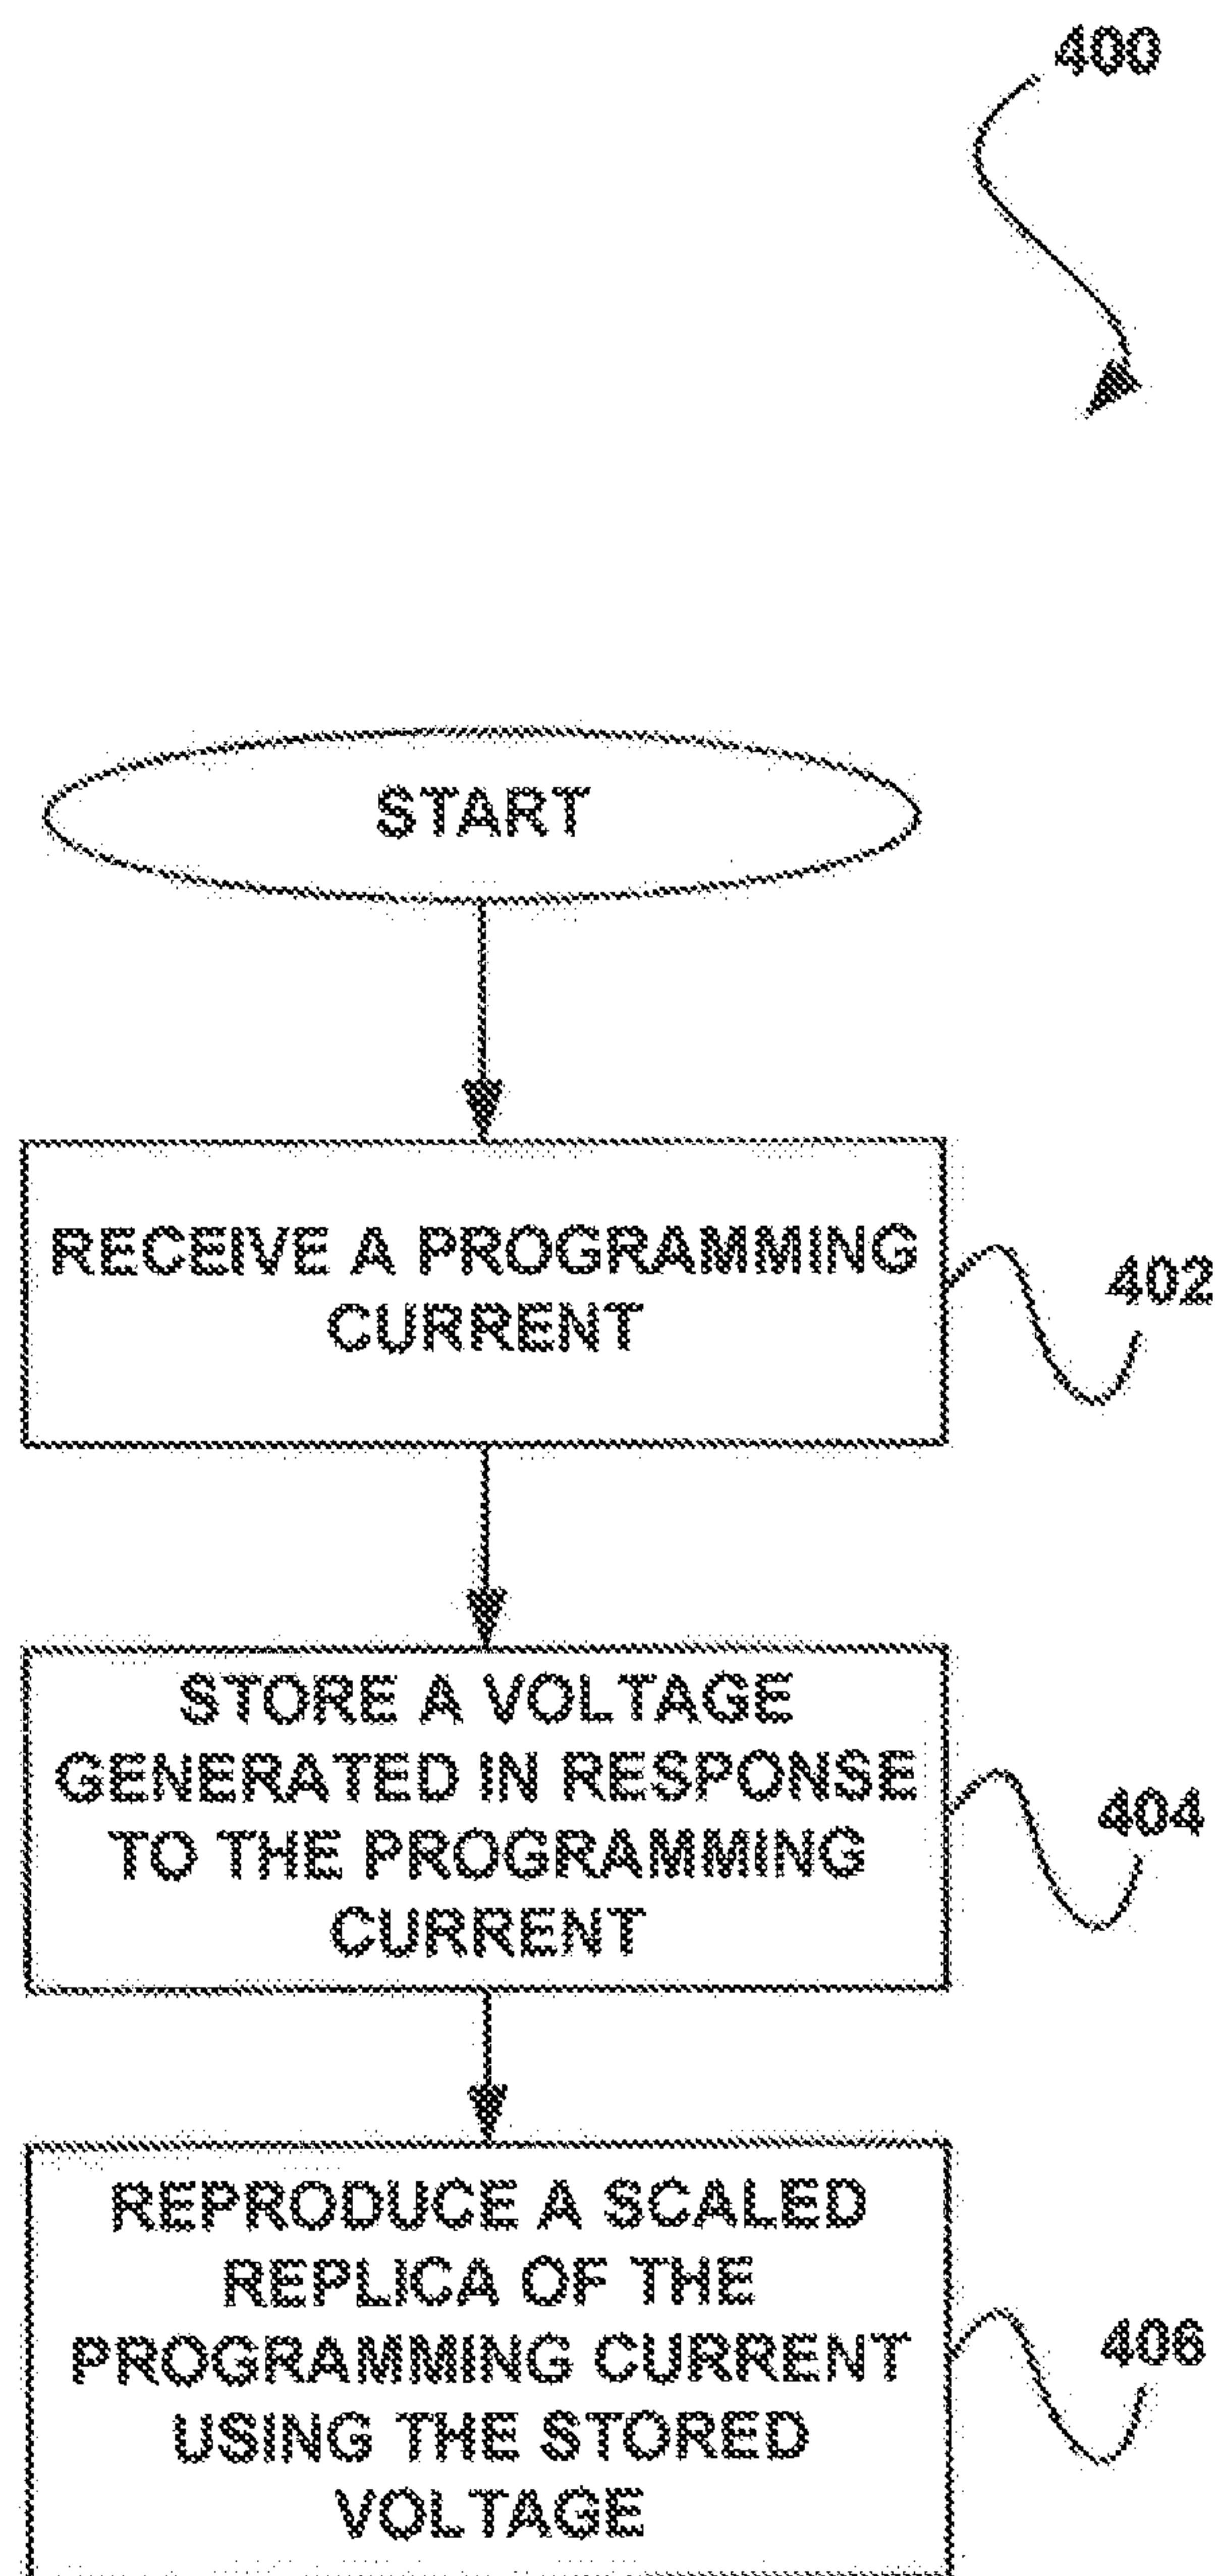 400
START
RECEIVE A PROGRAMMING
CURRENT
402
STORE A VOLTAGE
GENERATED IN RESPONSE
TO THE PROGRAMMING
CURRENT
404
REPRODUCE A SCALED
REPLICA OF THE
PROGRAMMING CURRENT
USING THE STORED
VOLTAGE
406